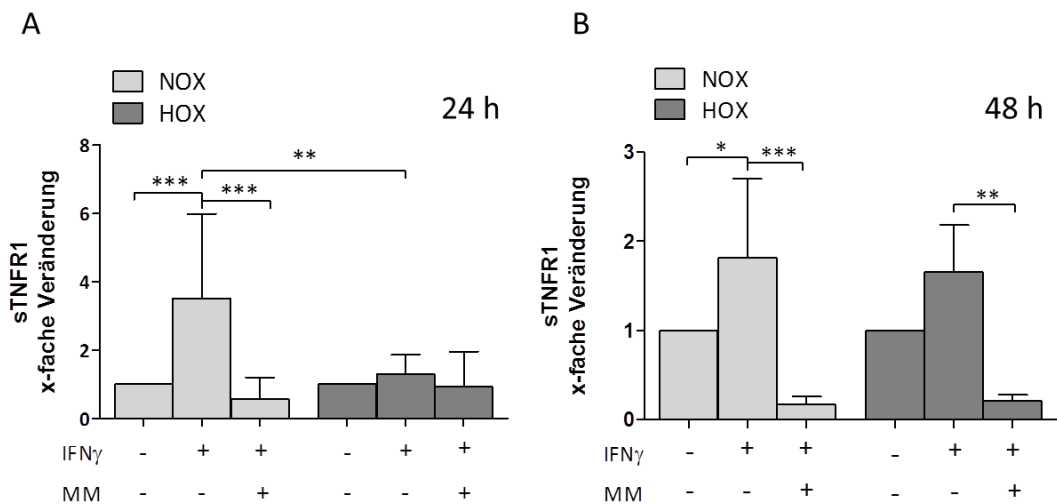 A
NOX
HOX
24 h
sTNFR1
x-fache Veränderung
8
6
4
2
0
***
***
**
IFNγ - + + - + +
MM - - + - - +
B
NOX
HOX
48 h
sTNFR1
x-fache Veränderung
3
2
1
0
*
***
**
IFNγ - + + - + +
MM - - + - - +